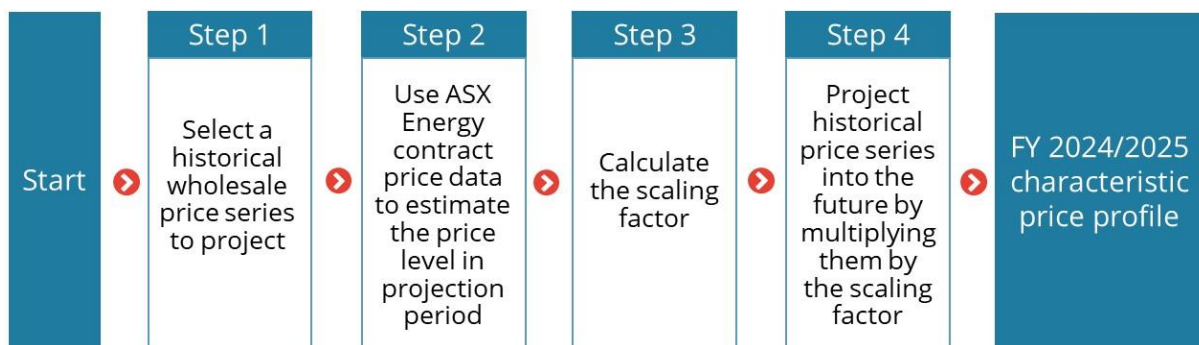 Start
Step 1
Select a
historical
wholesale
price series
to project
Step 2
Use ASX
Energy
contract
price data
to estimate
the price
level in
projection
period
Step 3
Calculate
the scaling
factor
Step 4
Project
historical
price series
into the
future by
multiplying
them by
the scaling
factor
FY 2024/2025
characteristic
price profile